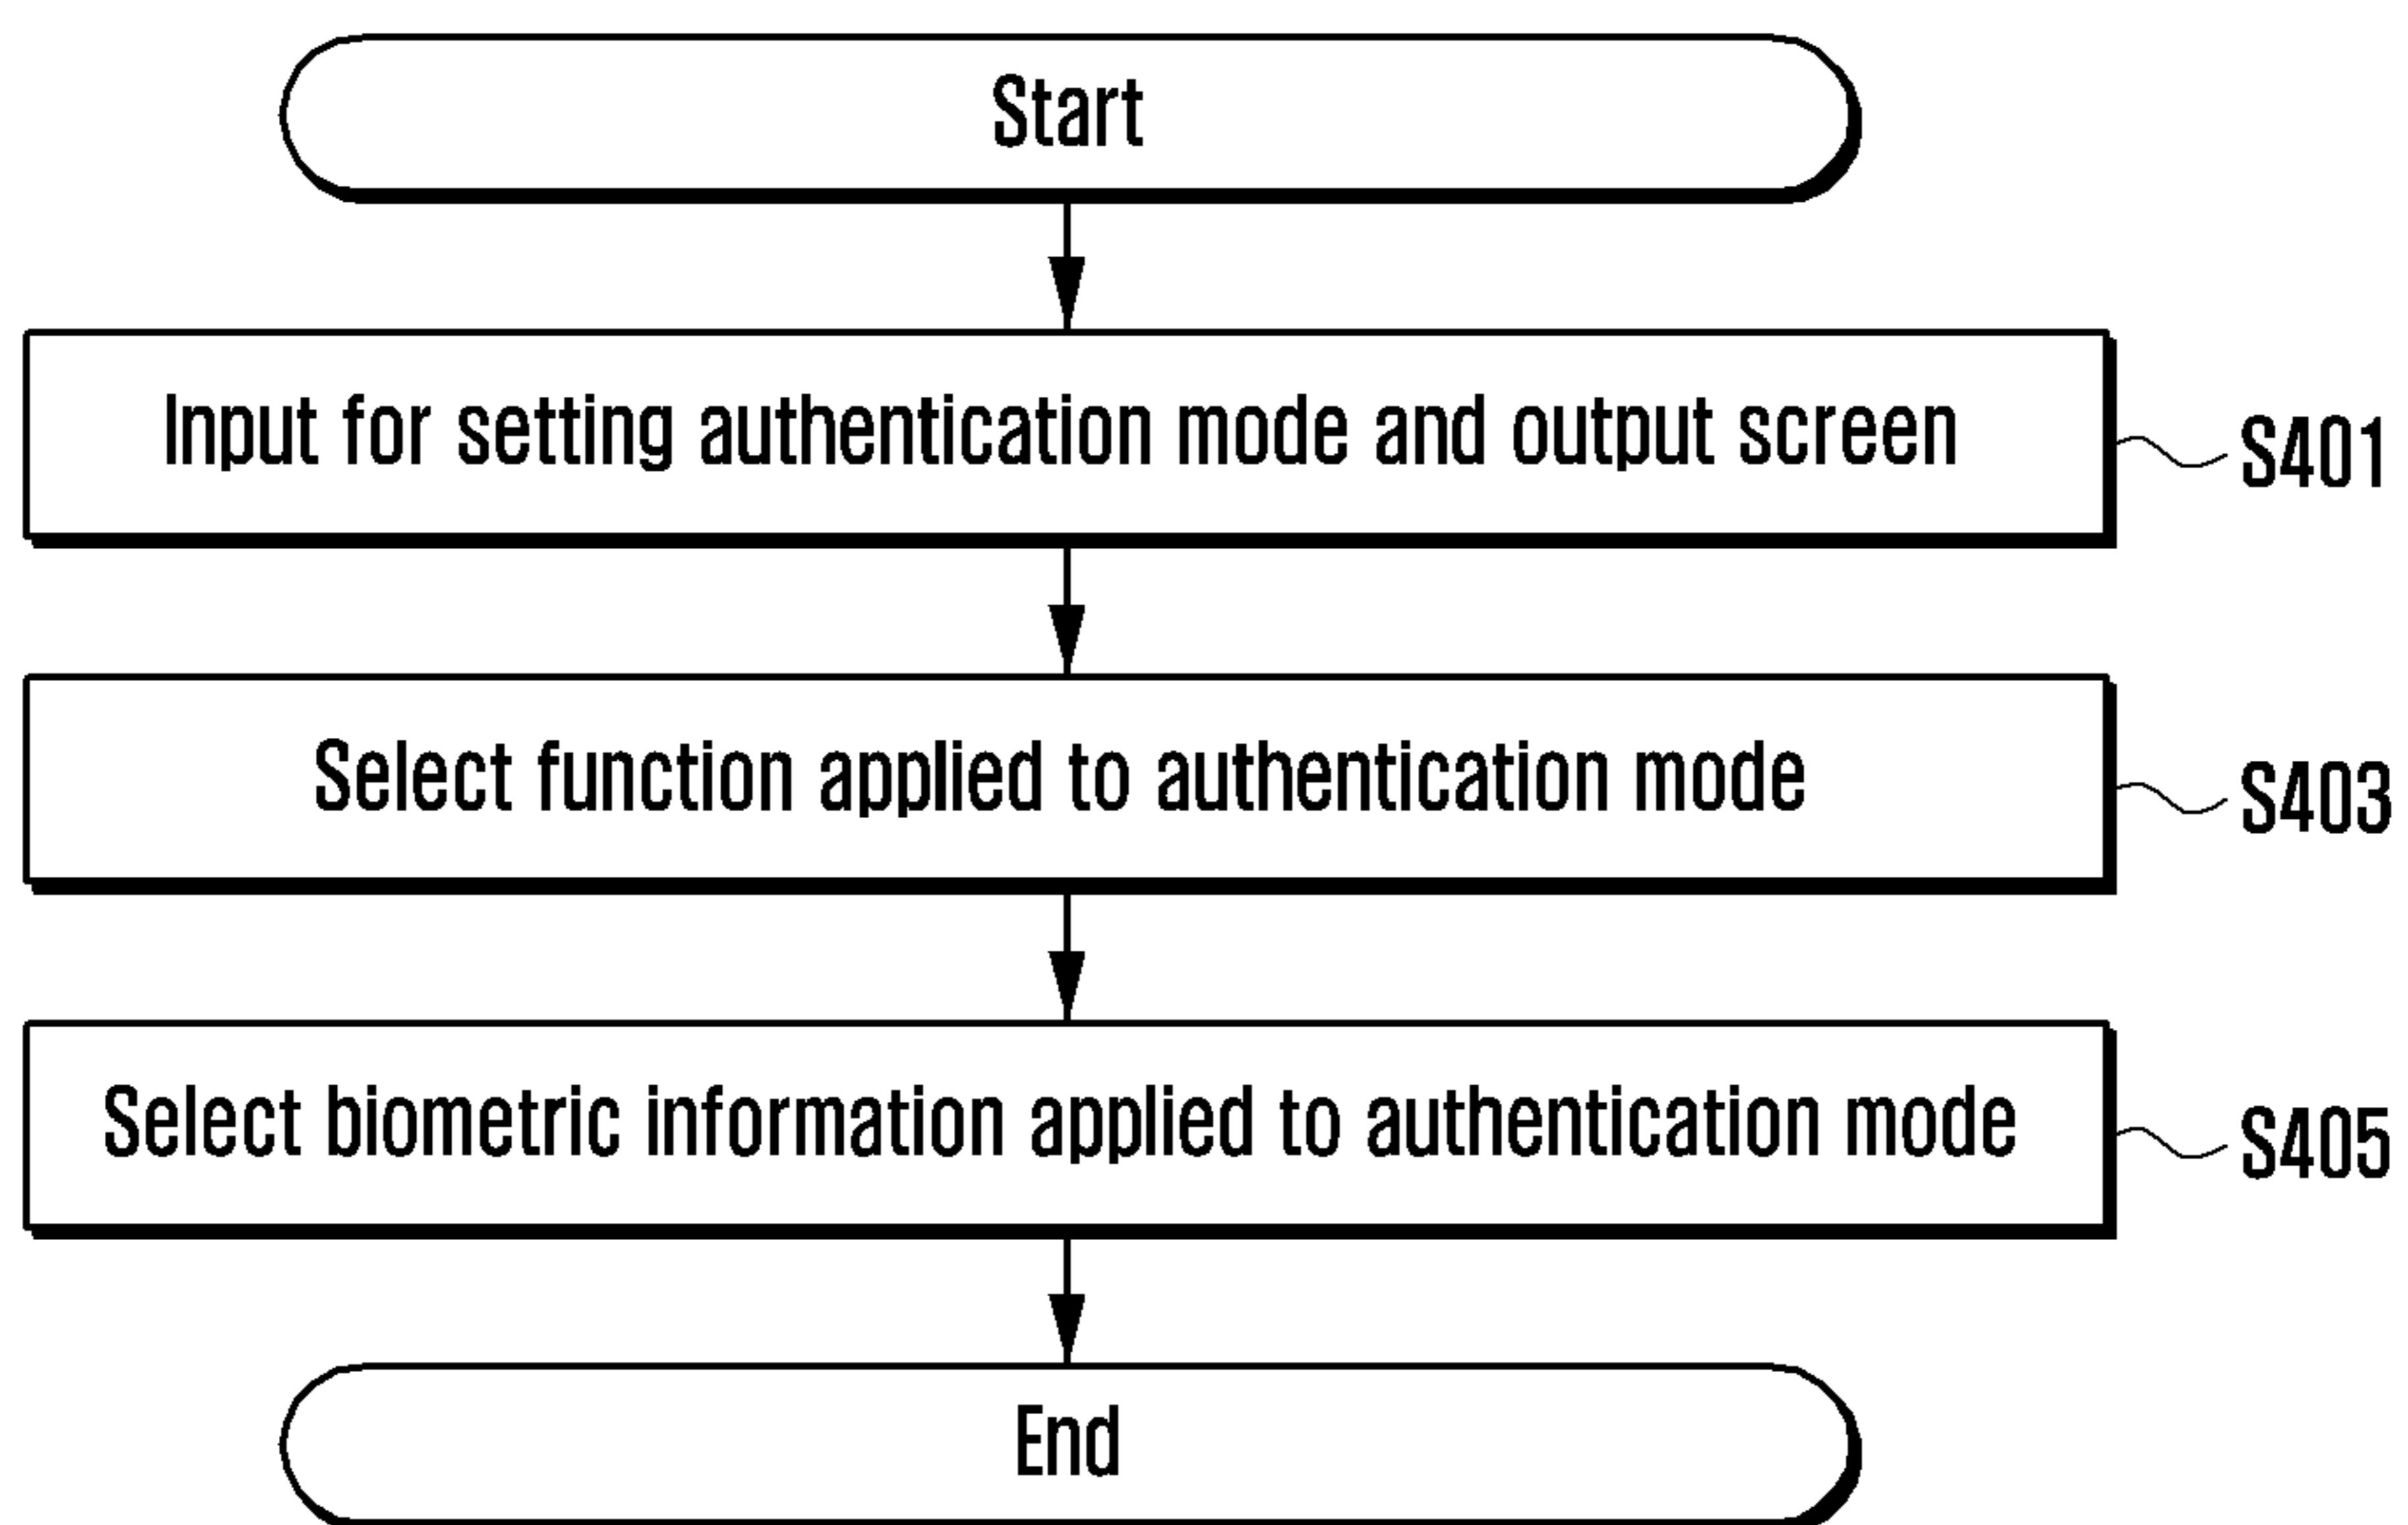 Start
Input for setting authentication mode and output screen
S401
Select function applied to authentication mode
S403
Select biometric information applied to authentication mode
S405
End